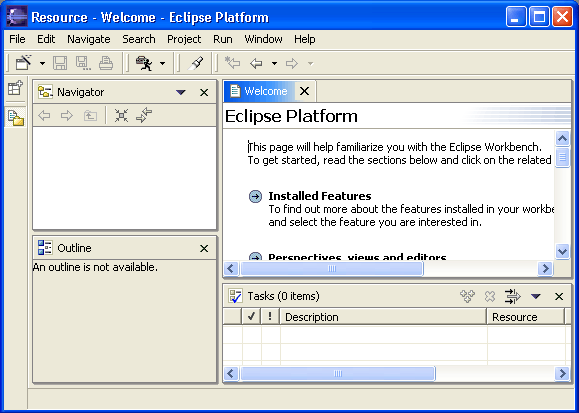 Resource - Welcome - Eclipse Platform
File Edit Navigate Search Project Run Window Help
Navigator
Welcome
Eclipse Platform
This page will help familiarize you with the Eclipse Workbench.
To get started, read the sections below and click on the related
Installed Features
To find out more about the features installed in your workbe
and select the feature you are interested in.
Perspectives, views and editors
Outline
An outline is not available.
Tasks (0 items)
! Description Resource